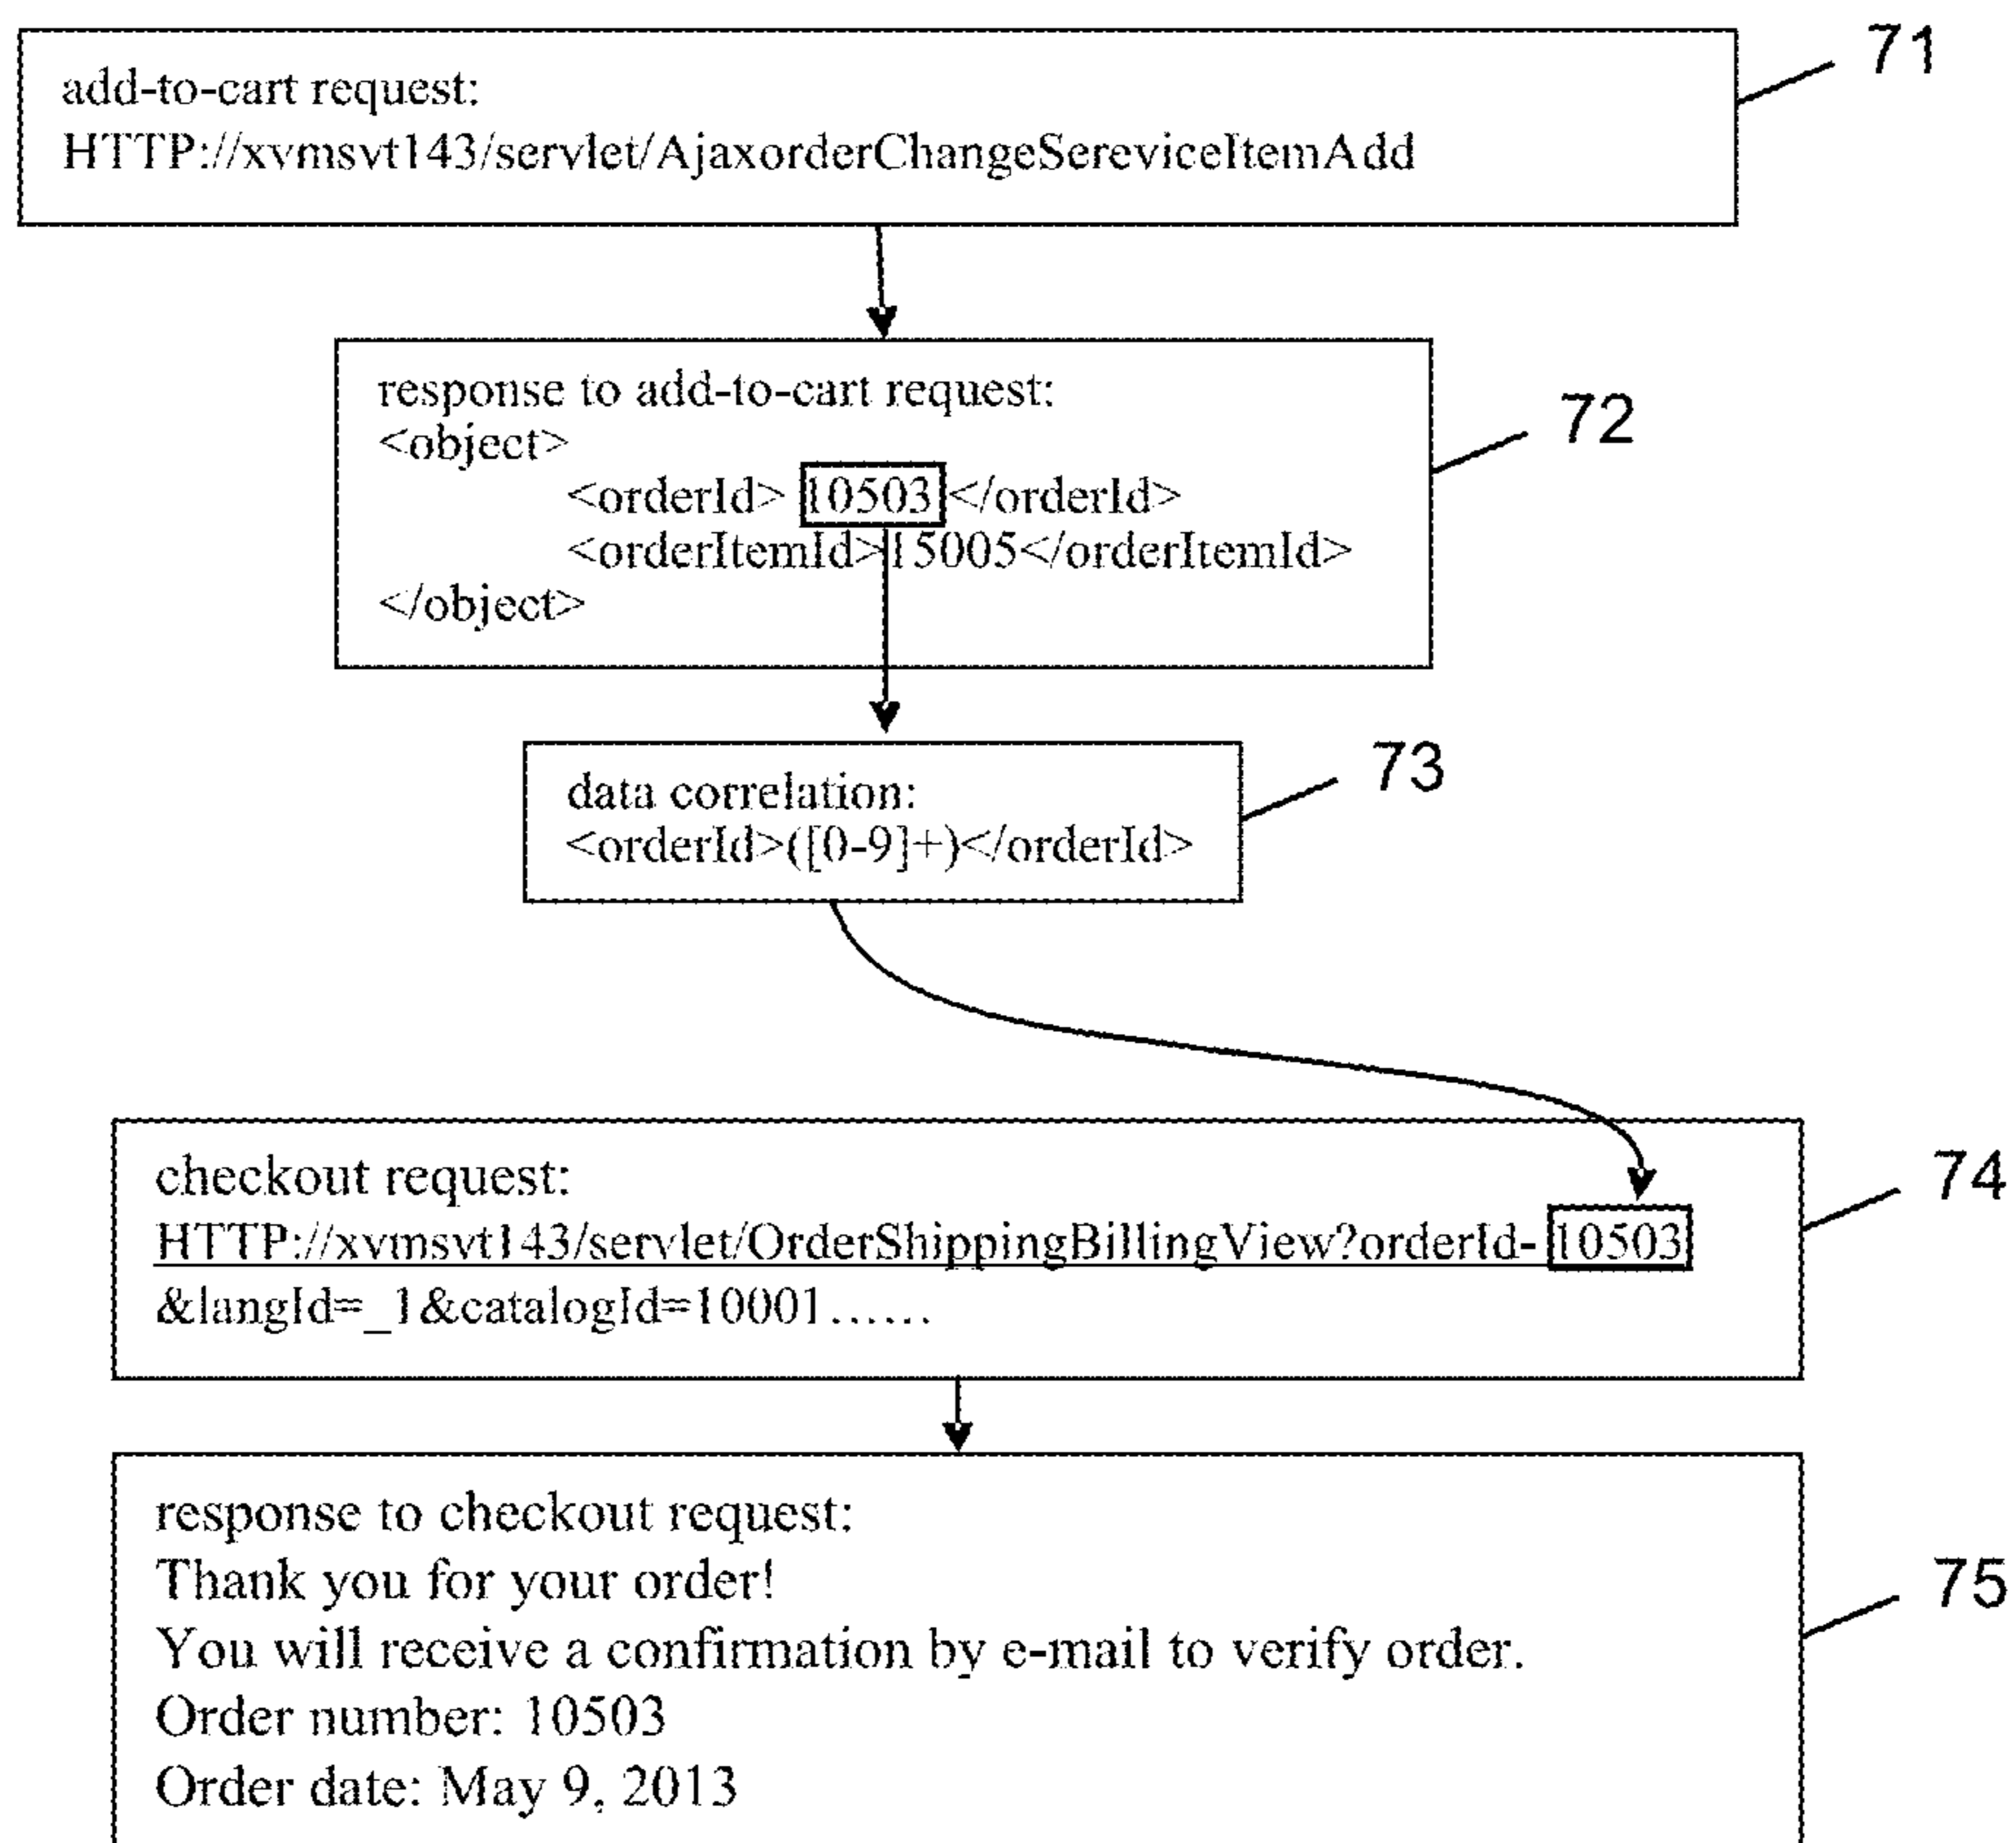 71
add-to-cart request:
HTTP://xvmsvt143/servlet/AjaxorderChangeSereviceItemAdd
72
response to add-to-cart request:
<object>
<orderId> 10503 </orderId>
<orderItemId>15005</orderItemId>
</object>
73
data correlation:
<orderId>([0-9]+)</orderId>
74
checkout request:
HTTP://xvmsvt143/servlet/OrderShippingBillingView?orderId- 10503
&langId=_1&catalogId=10001......
75
response to checkout request:
Thank you for your order!
You will receive a confirmation by e-mail to verify order.
Order number: 10503
Order date: May 9, 2013